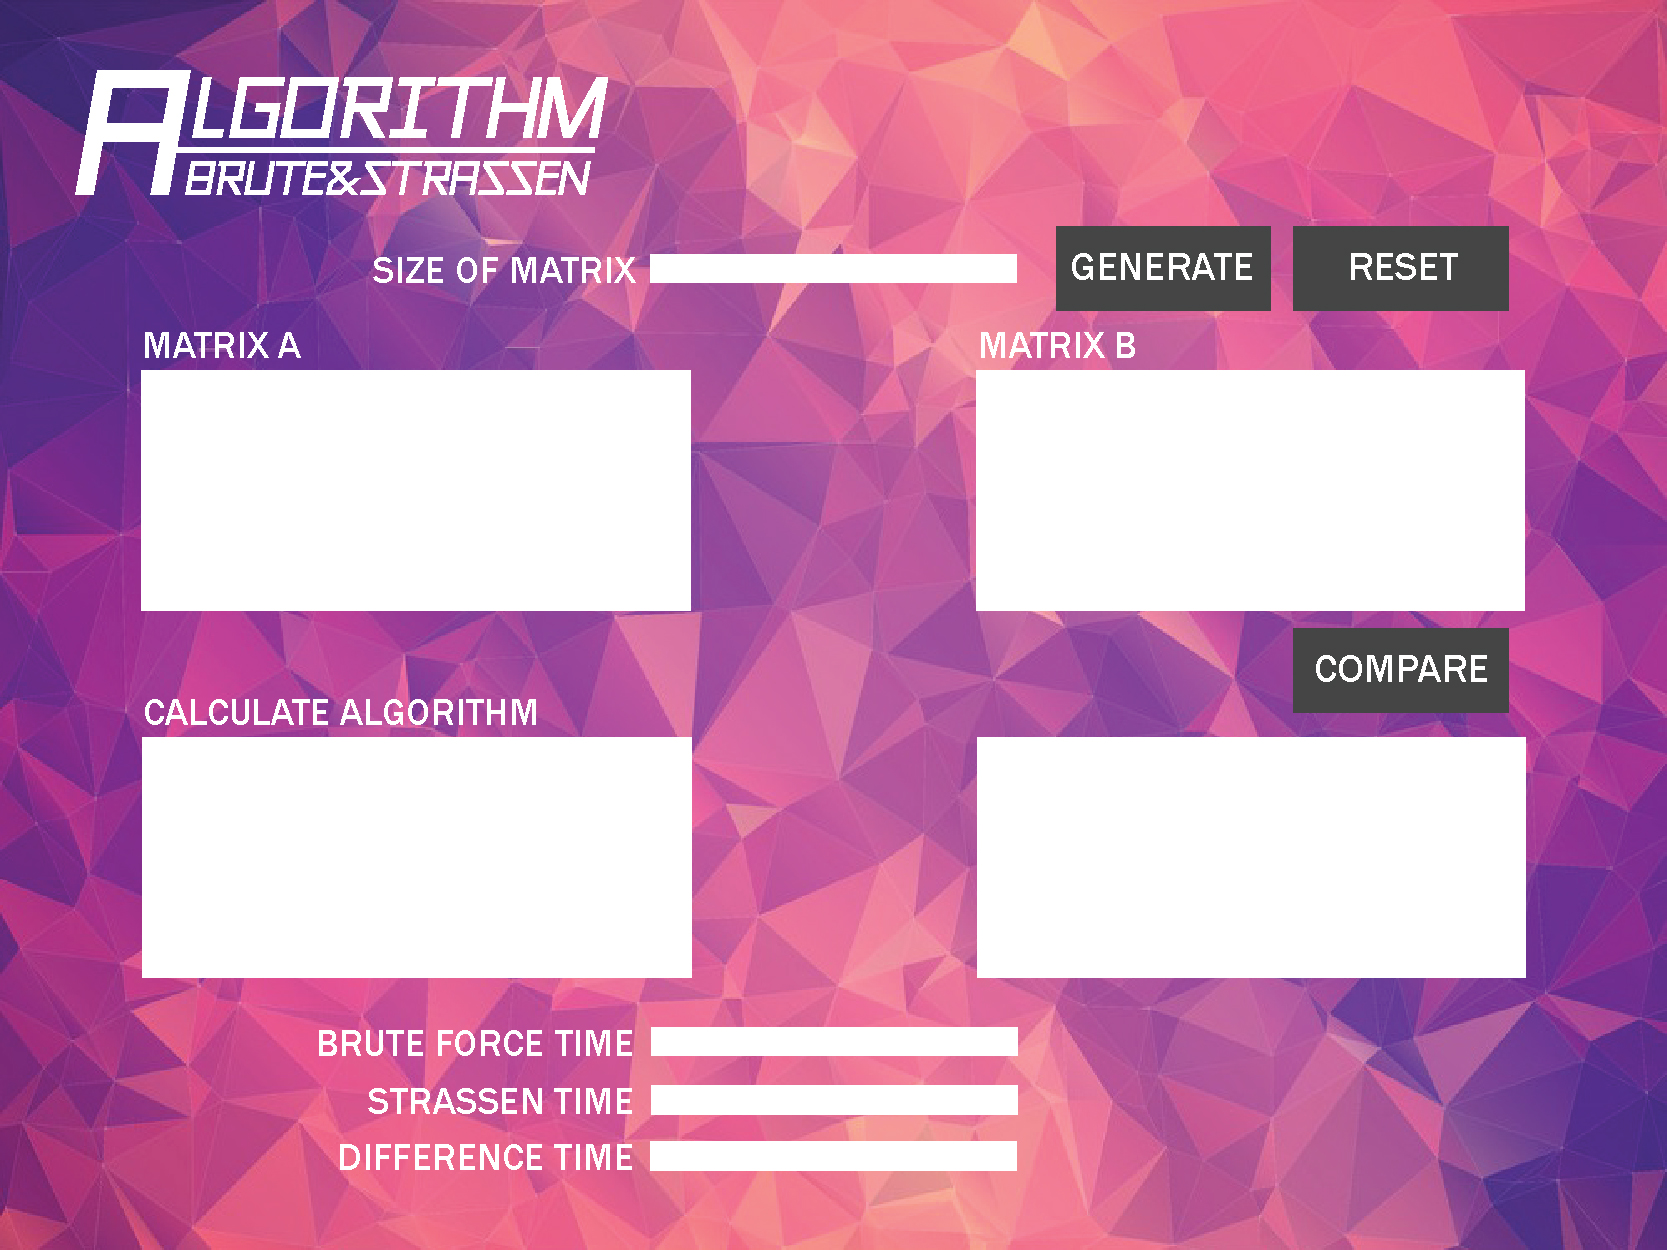 ALGORITHM
BRUTE&STRASSEN
SIZE OF MATRIX
GENERATE
RESET
MATRIX A
MATRIX B
COMPARE
CALCULATE ALGORITHM
BRUTE FORCE TIME
STRASSEN TIME
DIFFERENCE TIME